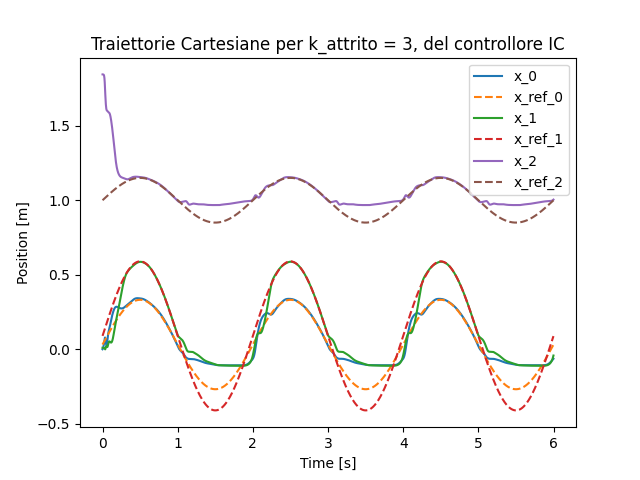 Traiettorie Cartesiane per k_attrito = 3, del controllore IC
x_0
x_ref_0
x_1
x_ref_1
x_2
x_ref_2
1.5
1.0
0.5
0.0
−0.5
Position [m]
0 1 2 3 4 5 6
Time [s]